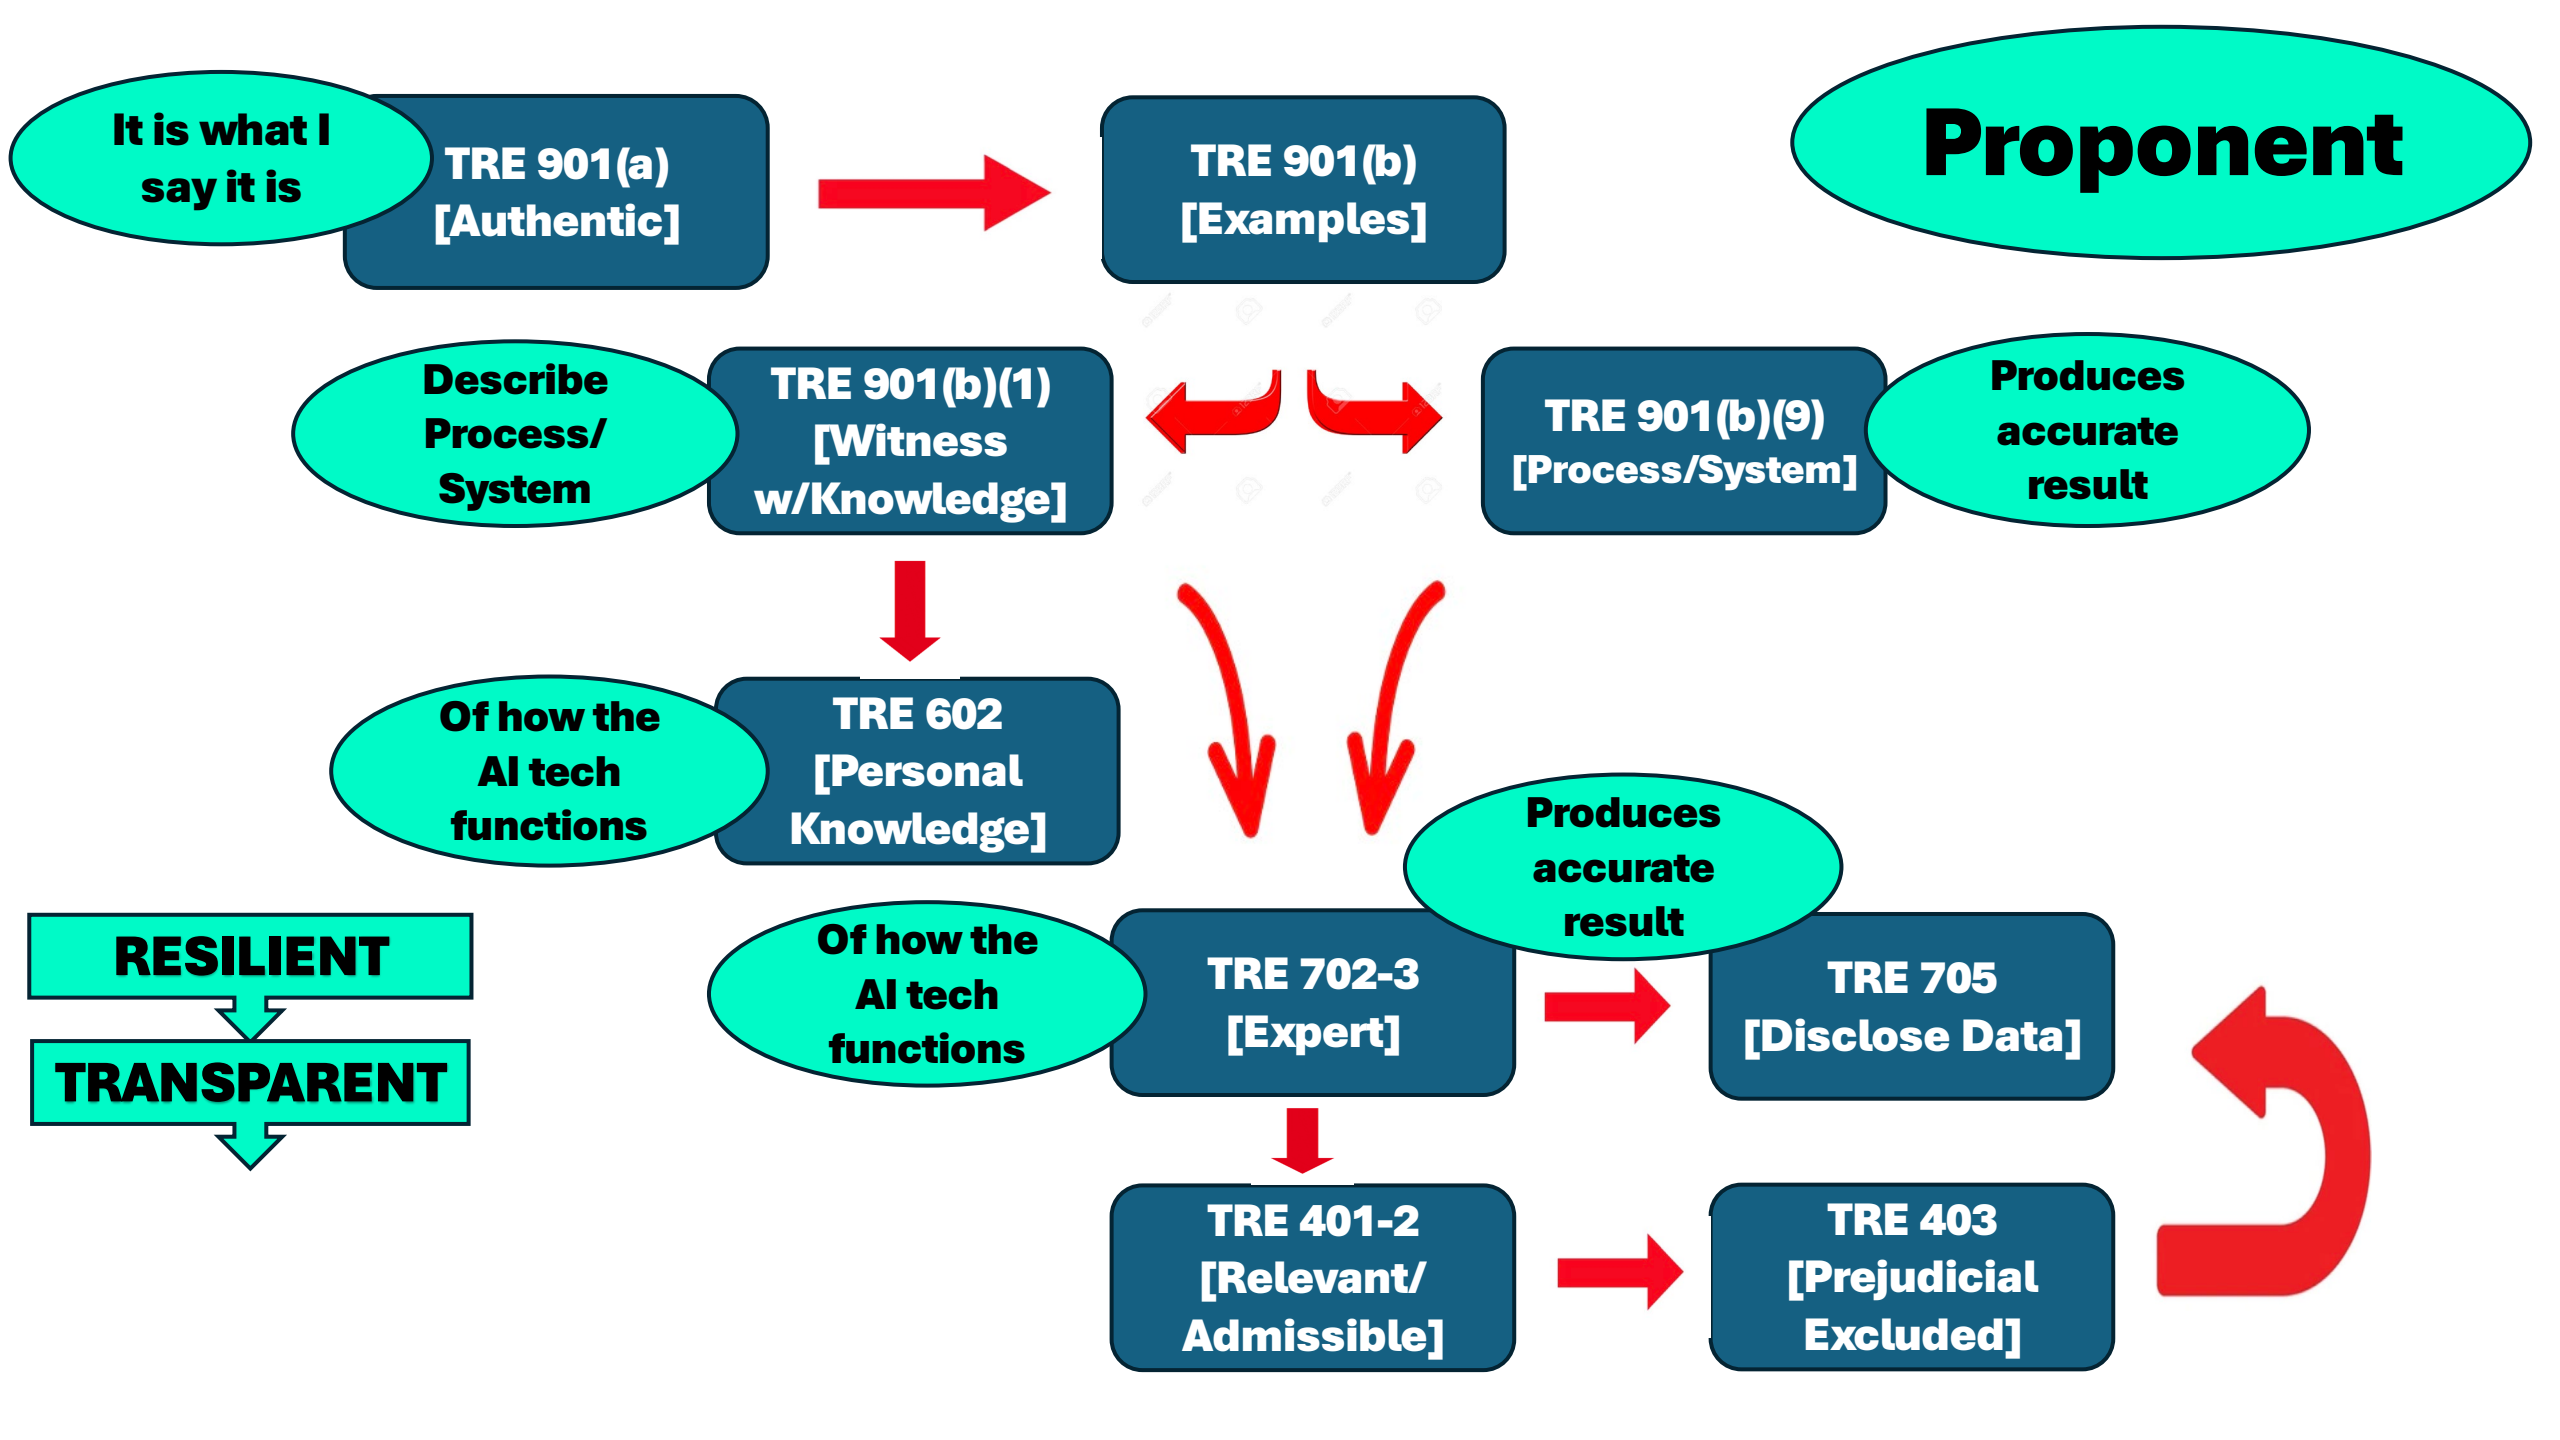 It is what I
say it is
TRE 901(a)
[Authentic]
TRE 901(b)
[Examples]
Proponent
Describe
Process/
System
TRE 901(b)(1)
[Witness
w/Knowledge]
TRE 901(b)(9)
[Process/System]
Produces
accurate
result
Of how the
AI tech
functions
TRE 602
[Personal
Knowledge]
Produces
accurate
result
RESILIENT
TRANSPARENT
Of how the
AI tech
functions
TRE 702-3
[Expert]
TRE 705
[Disclose Data]
TRE 401-2
[Relevant/
Admissible]
TRE 403
[Prejudicial
Excluded]